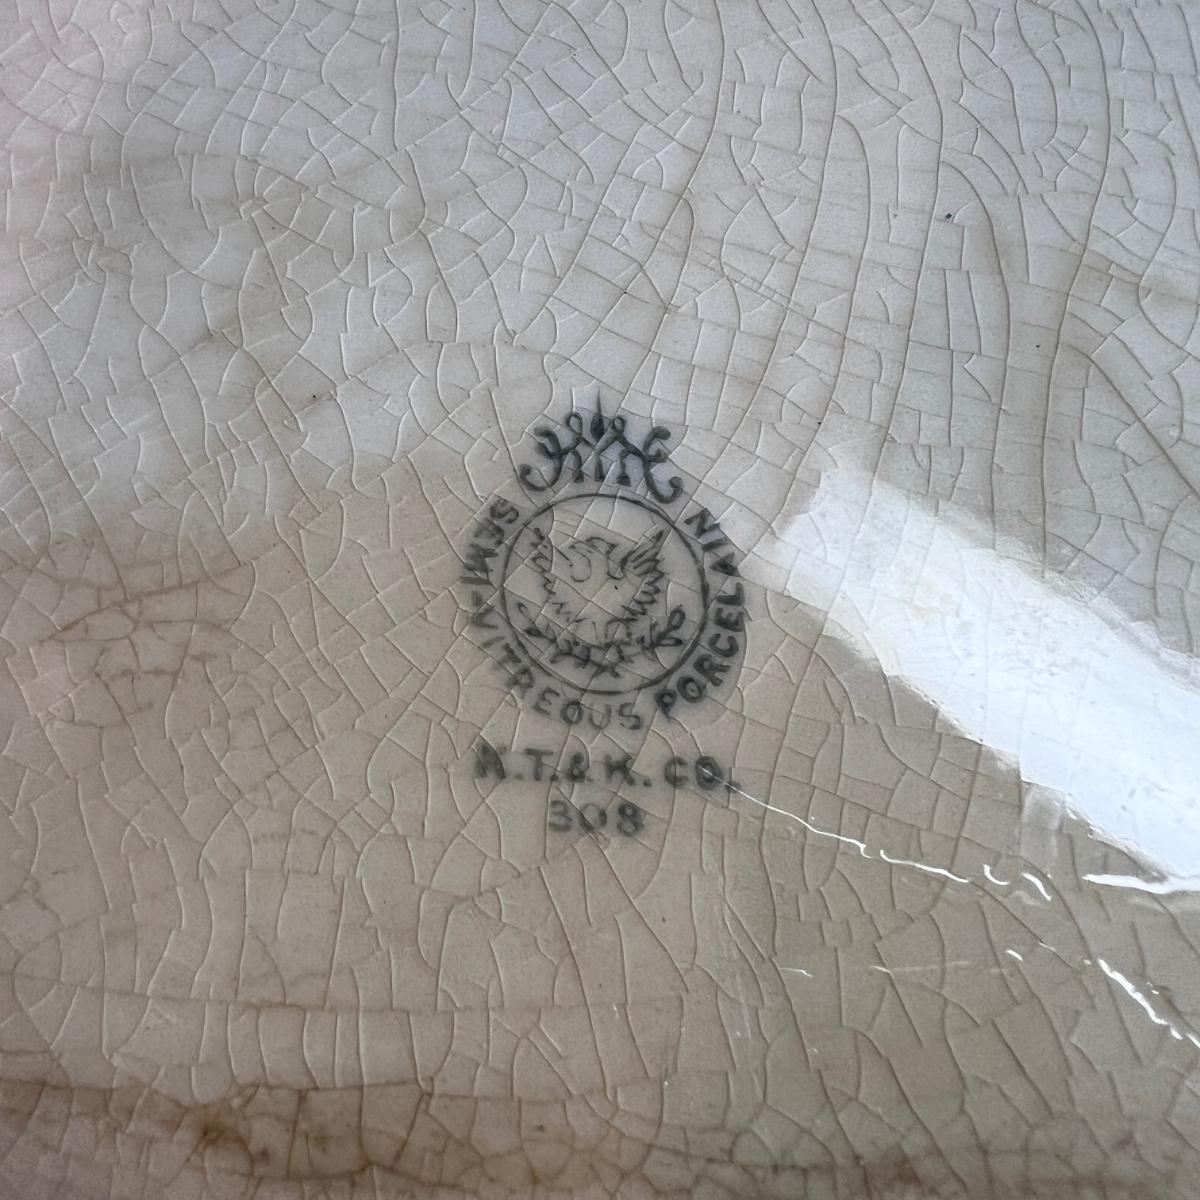 SEMI-VITREOUS PORCELAIN
K.T.& K. CO.
308